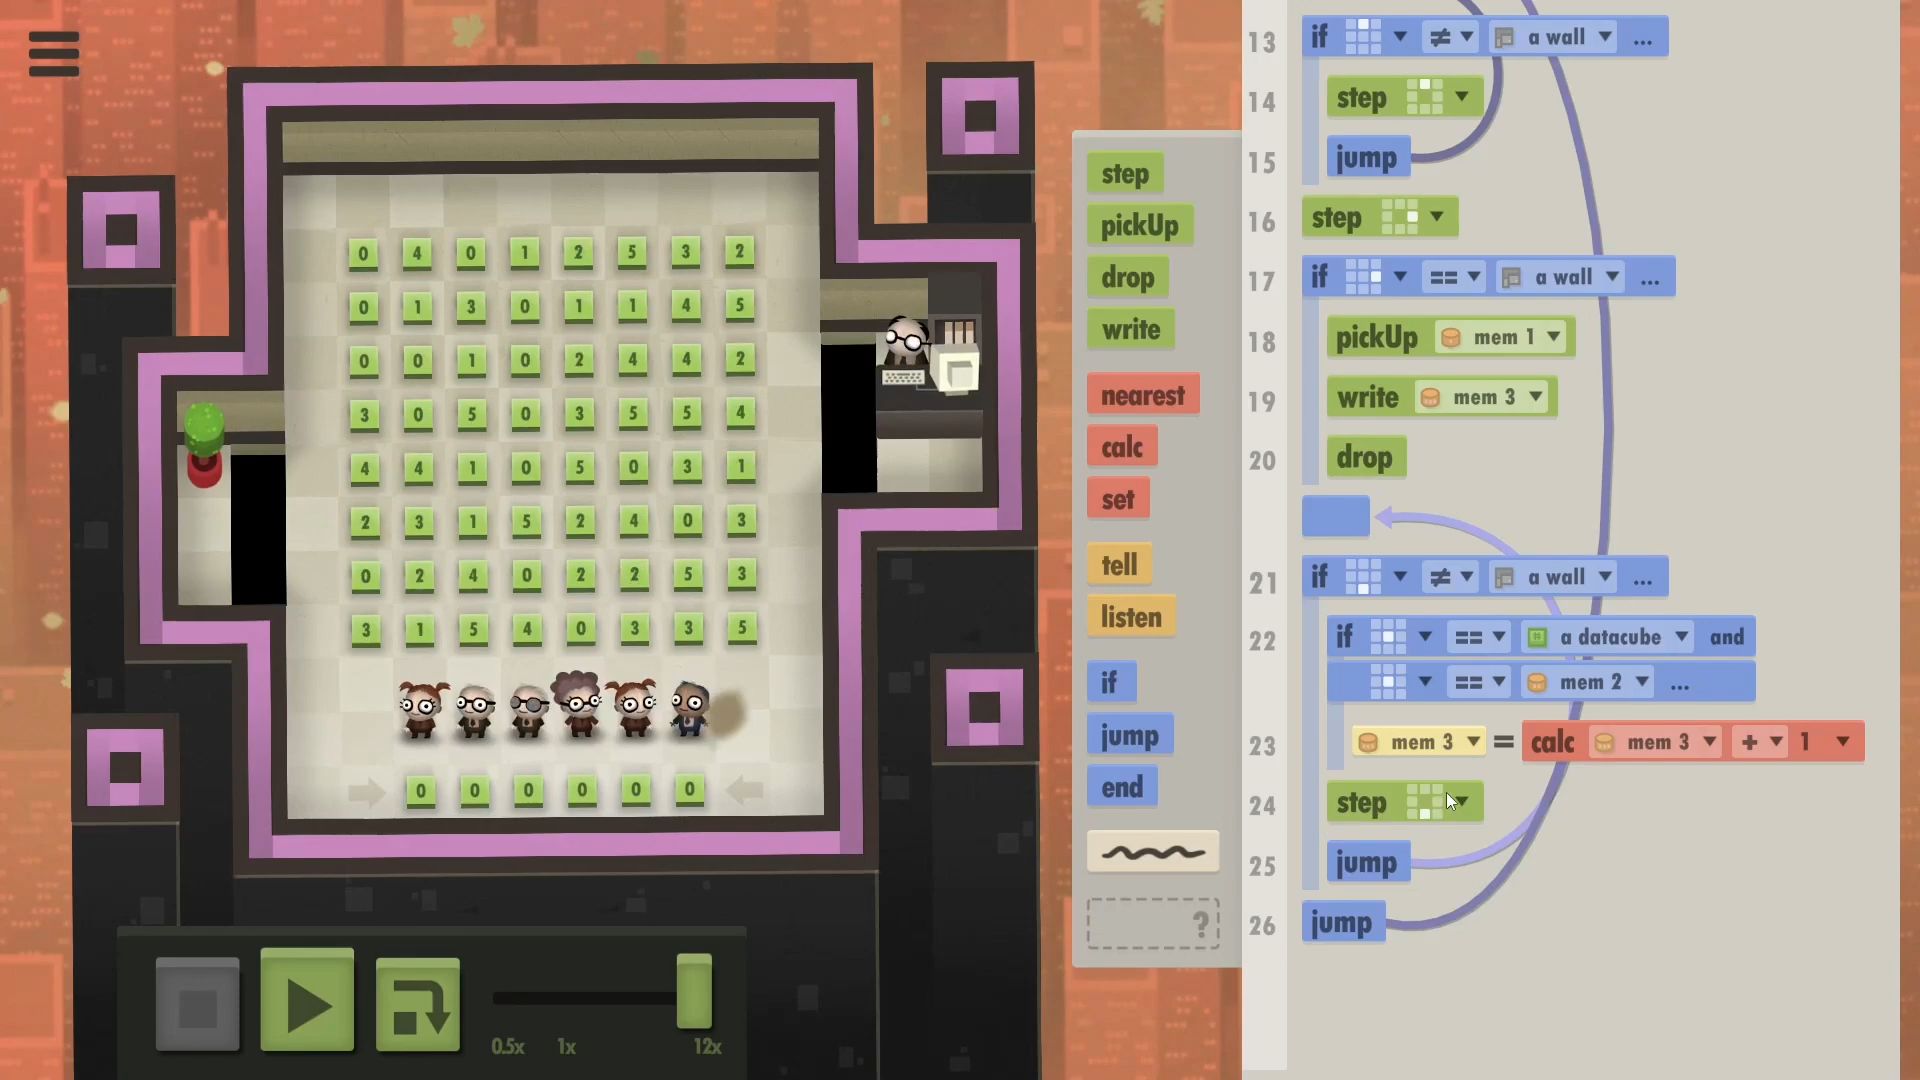 0 4 0 1 2 5 3 2
0 1 3 0 1 1 4 5
0 0 1 0 2 4 4 2
3 0 5 0 3 5 5 4
4 4 1 0 5 0 3 1
2 3 1 5 2 4 0 3
0 2 4 0 2 2 5 3
3 1 5 4 0 3 3 5
0 0 0 0 0 0
0.5x 1x 12x
step
pickUp
drop
write
nearest
calc
set
tell
listen
if
jump
end
?
13 if ≠ a wall ...
14 step
15 jump
16 step
17 if == a wall ...
18 pickUp mem 1
19 write mem 3
20 drop
21 if ≠ a wall ...
22 if == a datacube and
== mem 2 ...
23 mem 3 = calc mem 3 + 1
24 step
25 jump
26 jump